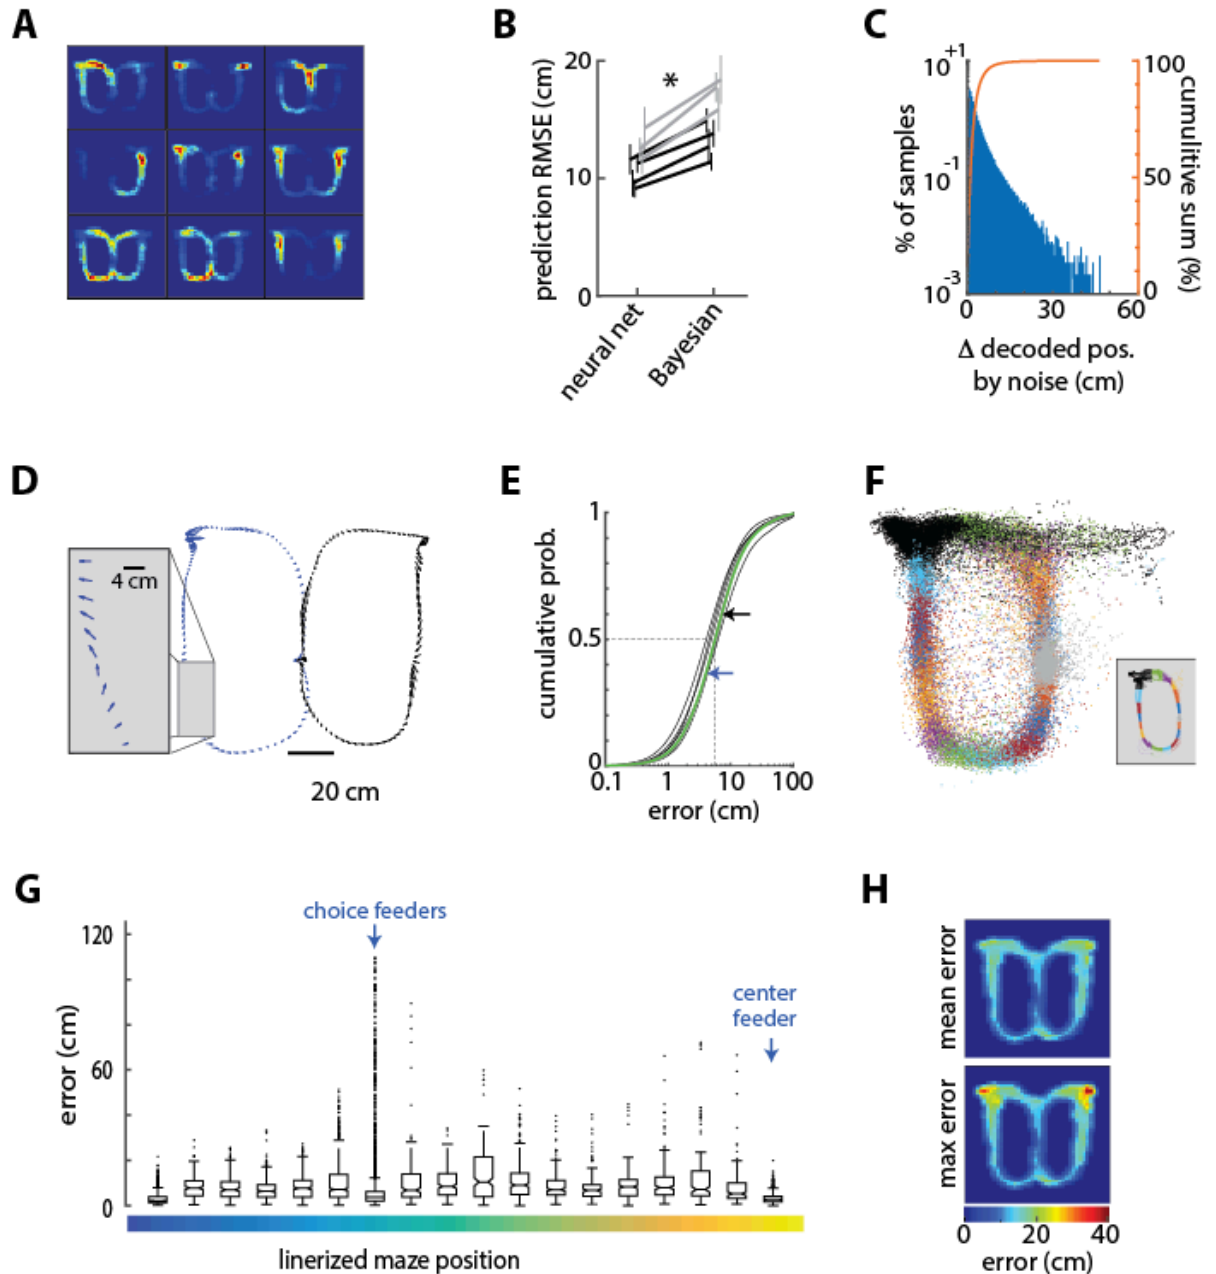 A
B
C
prediction RMSE (cm)
20
10
0
*
neural net
Bayesian
% of samples
10+1
10-1
10-3
100
50
0
cumulitive sum (%)
0
30
60
Δ decoded pos.
by noise (cm)
D
E
F
4 cm
20 cm
cumulative prob.
1
0.5
0
0.1
1
10
100
error (cm)
G
H
choice feeders
center
feeder
error (cm)
120
60
0
linerized maze position
mean error
max error
0
20
40
error (cm)